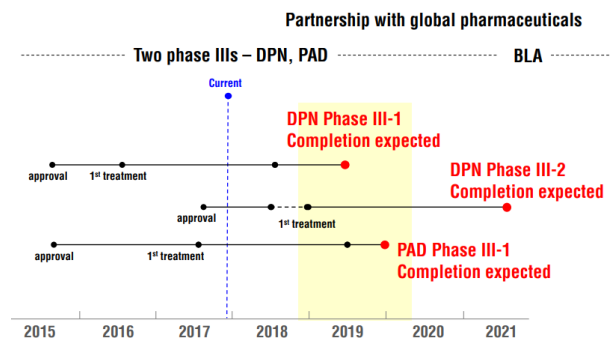 Partnership with global pharmaceuticals
Two phase IIIs – DPN, PAD
BLA
Current
DPN Phase III-1
Completion expected
approval
1st treatment
DPN Phase III-2
Completion expected
approval
1st treatment
PAD Phase III-1
Completion expected
approval
1st treatment
2015 2016 2017 2018 2019 2020 2021